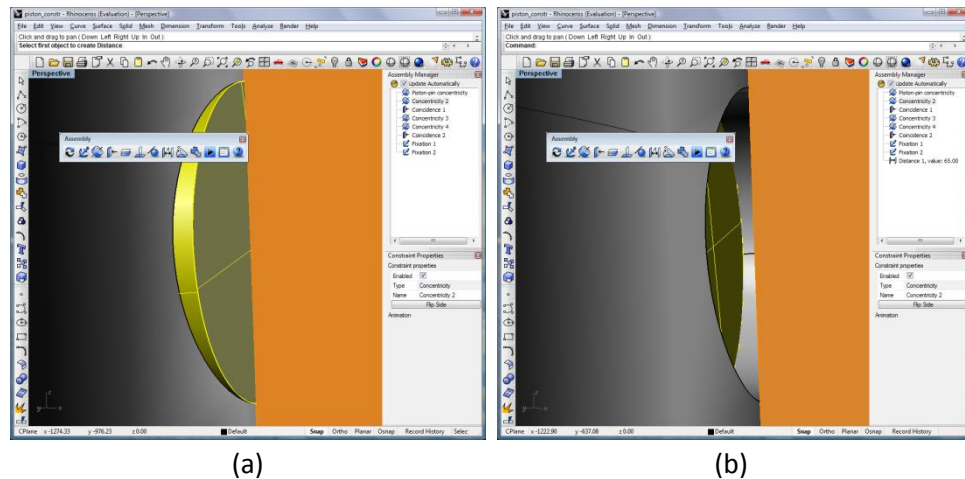 piston_constr - Rhinoceros (Evaluation) - [Perspective]
File Edit View Curve Surface Solid Mesh Dimension Transform Tools Analyze Render Help
Click and drag to pan ( Down Left Right Up In Out )
Select first object to create Distance
Perspective
Assembly
Assembly Manager
Update Automatically
Piston-pin concentricity
Concentricity 2
Coincidence 1
Concentricity 3
Concentricity 4
Coincidence 2
Fixation 1
Fixation 2
Constraint Properties
Constraint properties
Enabled
Type Concentricity
Name Concentricity 2
Flip Side
Animation
z
y x
CPlane x -1274.33 y -976.23 z 0.00 Default Snap Ortho Planar Osnap Record History Selec
(a)
piston_constr - Rhinoceros (Evaluation) - [Perspective]
File Edit View Curve Surface Solid Mesh Dimension Transform Tools Analyze Render Help
Click and drag to pan ( Down Left Right Up In Out ):
Command:
Perspective
Assembly
Assembly Manager
Update Automatically
Piston-pin concentricity
Concentricity 2
Coincidence 1
Concentricity 3
Concentricity 4
Coincidence 2
Fixation 1
Fixation 2
Distance 1, value: 65.00
Constraint Properties
Constraint properties
Enabled
Type Concentricity
Name Concentricity 2
Flip Side
Animation
z
y x
CPlane x -1222.90 y -637.08 z 0.00 Default Snap Ortho Planar Osnap Record History Selec
(b)